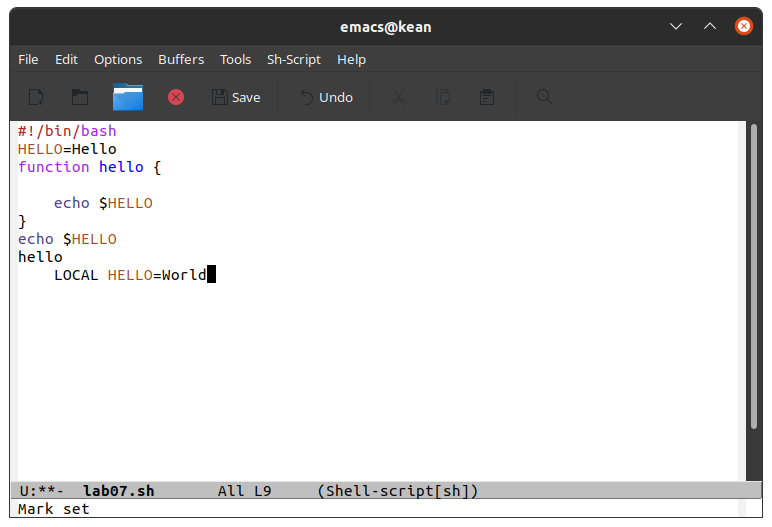 emacs@kean
File Edit Options Buffers Tools Sh-Script Help
Save Undo
#!/bin/bash
HELLO=Hello
function hello {
    echo $HELLO
}
echo $HELLO
hello
    LOCAL HELLO=World
U:**-  lab07.sh       All L9     (Shell-script[sh])
Mark set